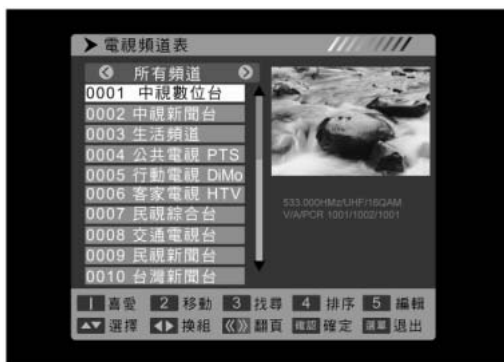 電視頻道表
所有頻道
0001 中視數位台
0002 中視新聞台
0003 生活頻道
0004 公共電視 PTS
0005 行動電視 DiMo
0006 客家電視 HTV
0007 民視綜合台
0008 交通電視台
0009 民視新聞台
0010 台灣新聞台
533.000HMz/UHF/16QAM
V/A/PCR 1001/1002/1001
1 喜愛 2 移動 3 找尋 4 排序 5 編輯
選擇 換組 翻頁 確認 確定 選單 退出